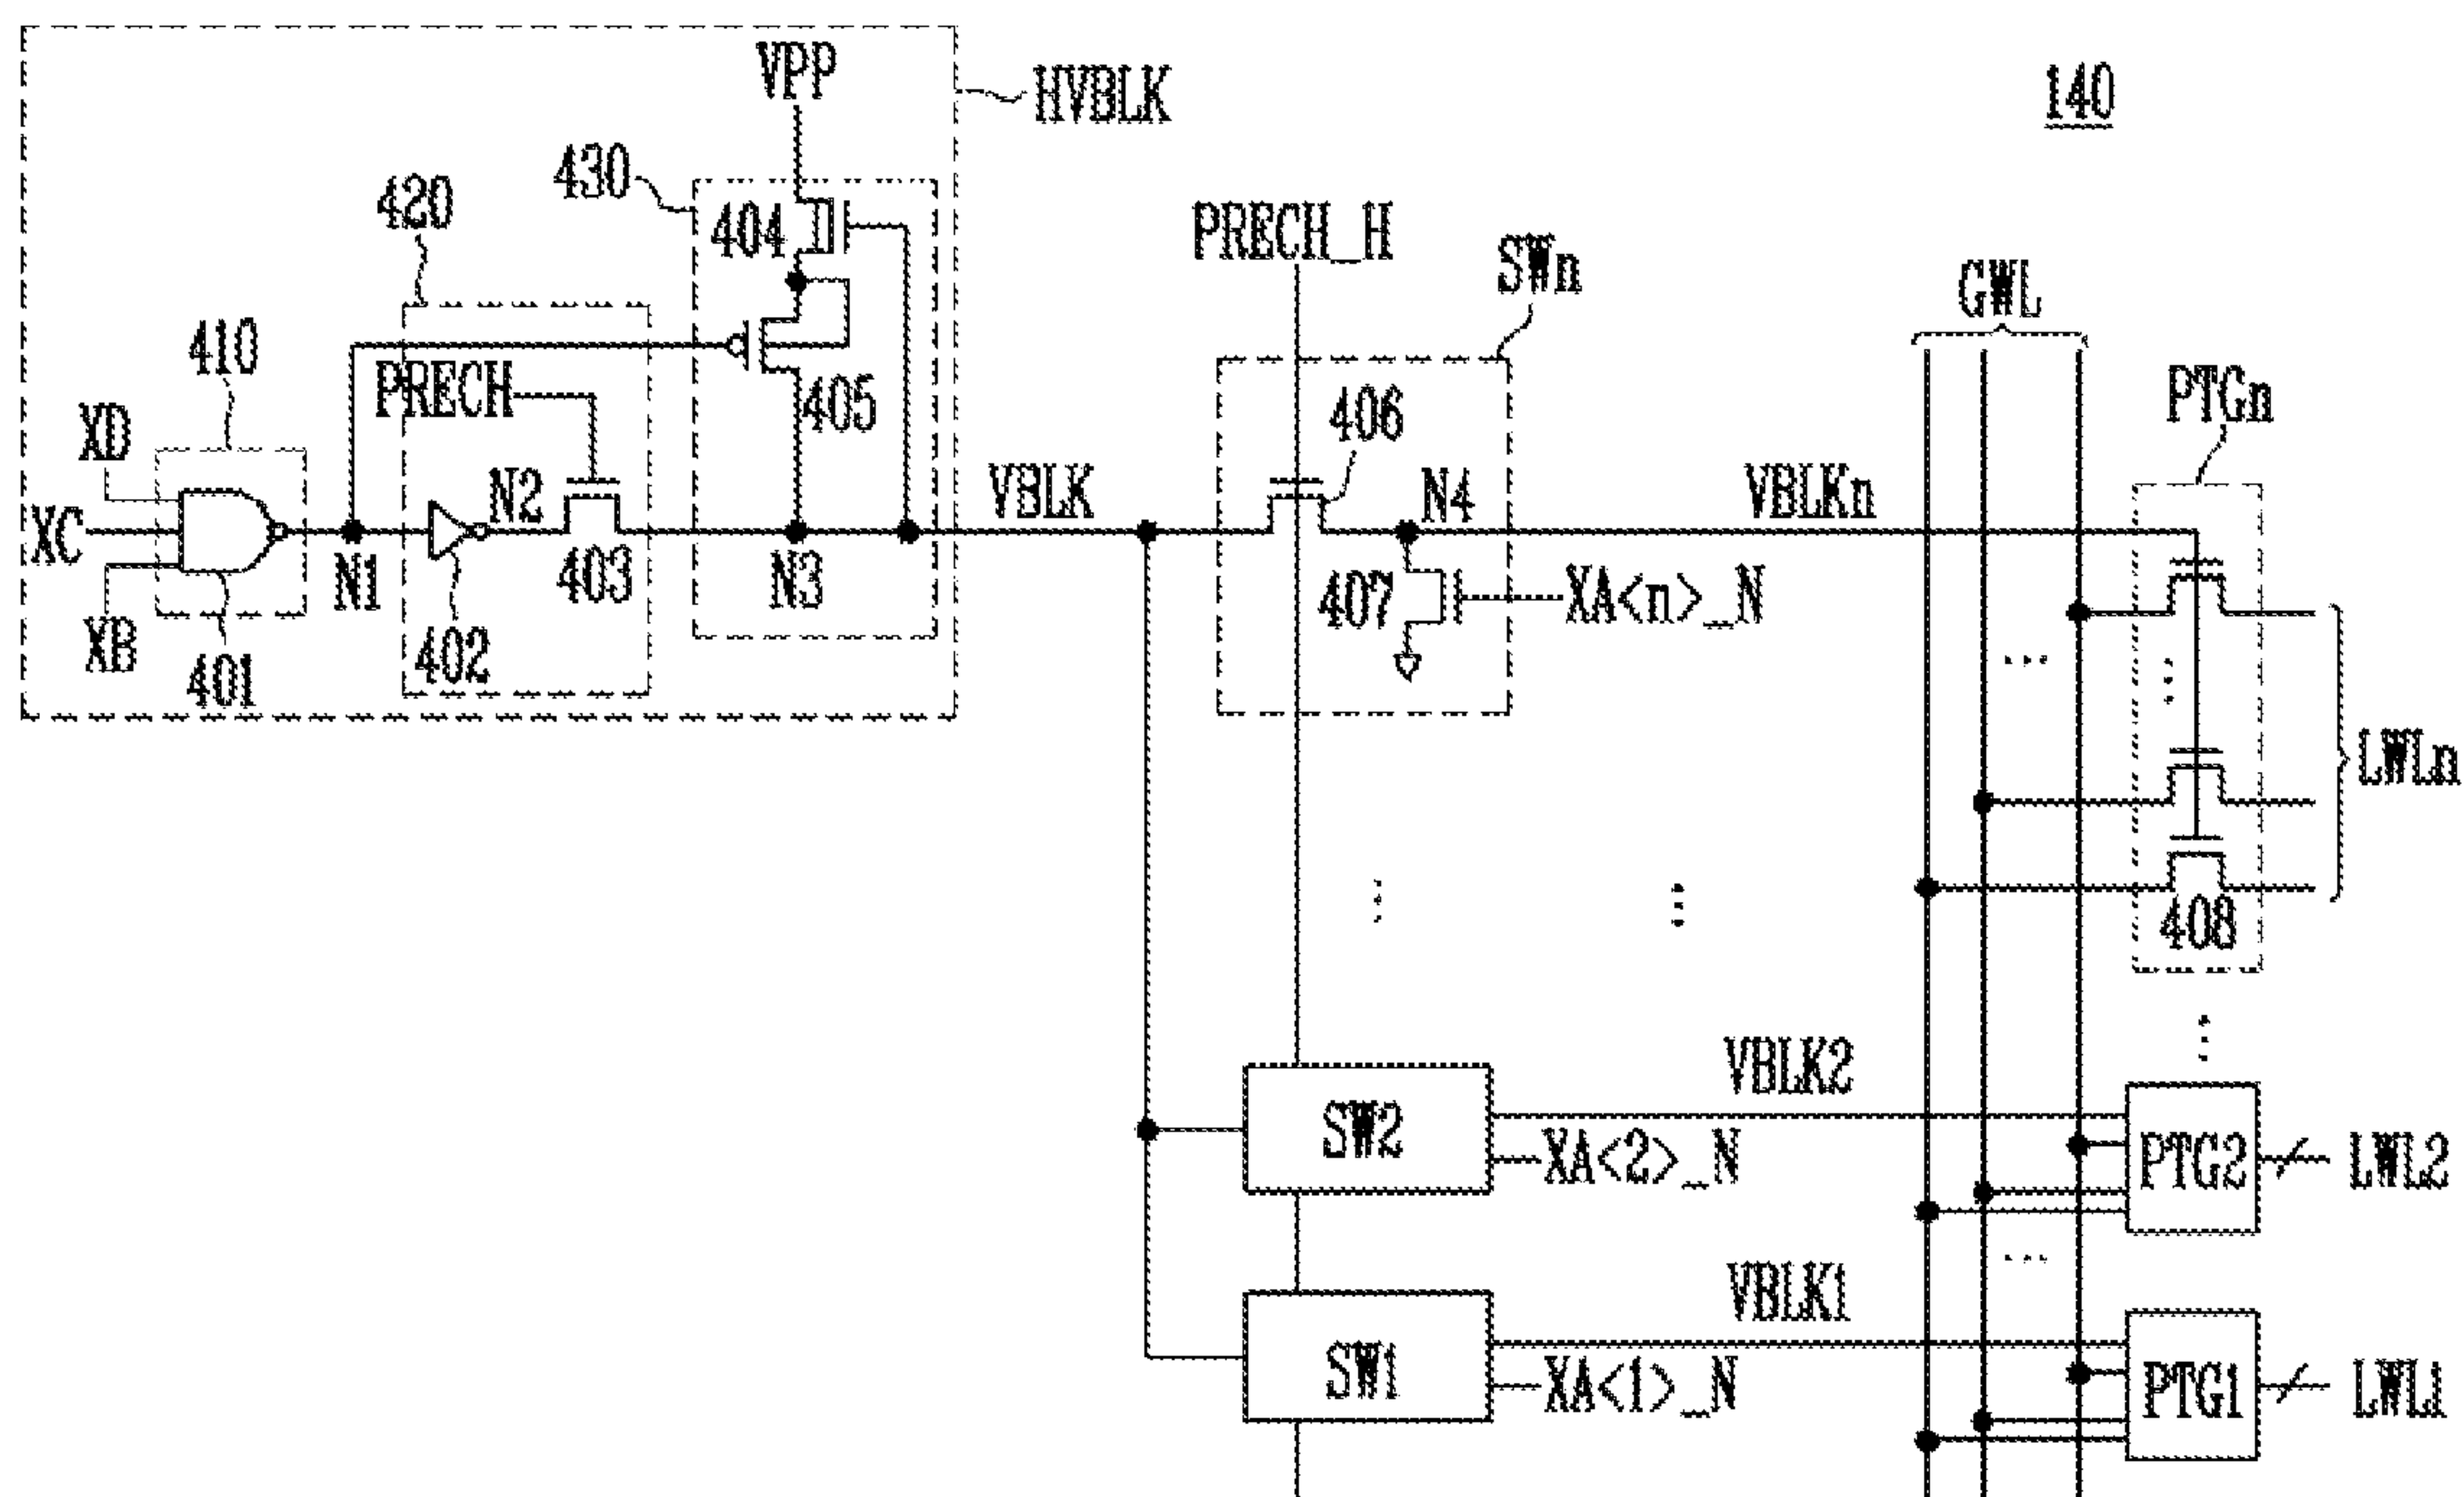 VPP
HVBLK
140
430
420
404
PRECH_H
SWn
GWL
410
PRECH
405
406
PTGn
XD
XC
XB
N1
N2
403
N3
VBLK
N4
VBLKn
407
XA<n>_N
401
402
LWLn
408
VBLK2
SW2
XA<2>_N
PTG2
LWL2
VBLK1
SW1
XA<1>_N
PTG1
LWL1